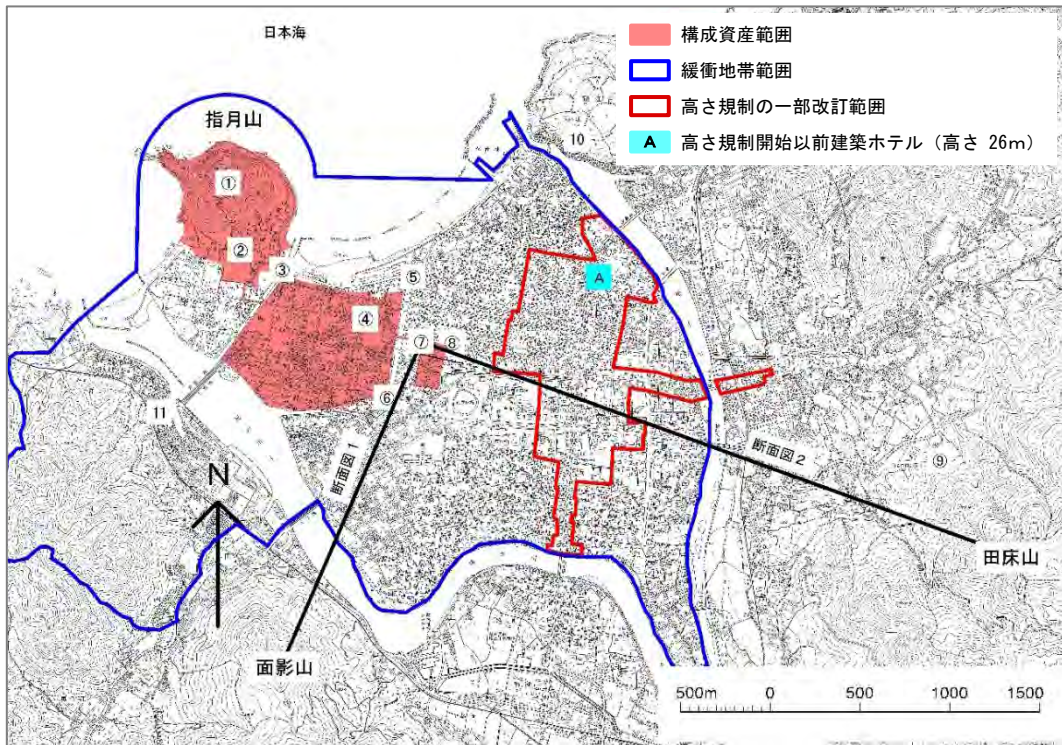 日本海
構成資産範囲
緩衝地帯範囲
高さ規制の一部改訂範囲
A 高さ規制開始以前建築ホテル（高さ 26m）
指月山
10
①
②
③
⑤
A
④
⑦
⑧
⑥
11
断面図1
断面図2
⑨
N
田床山
面影山
500m 0 500 1000 1500